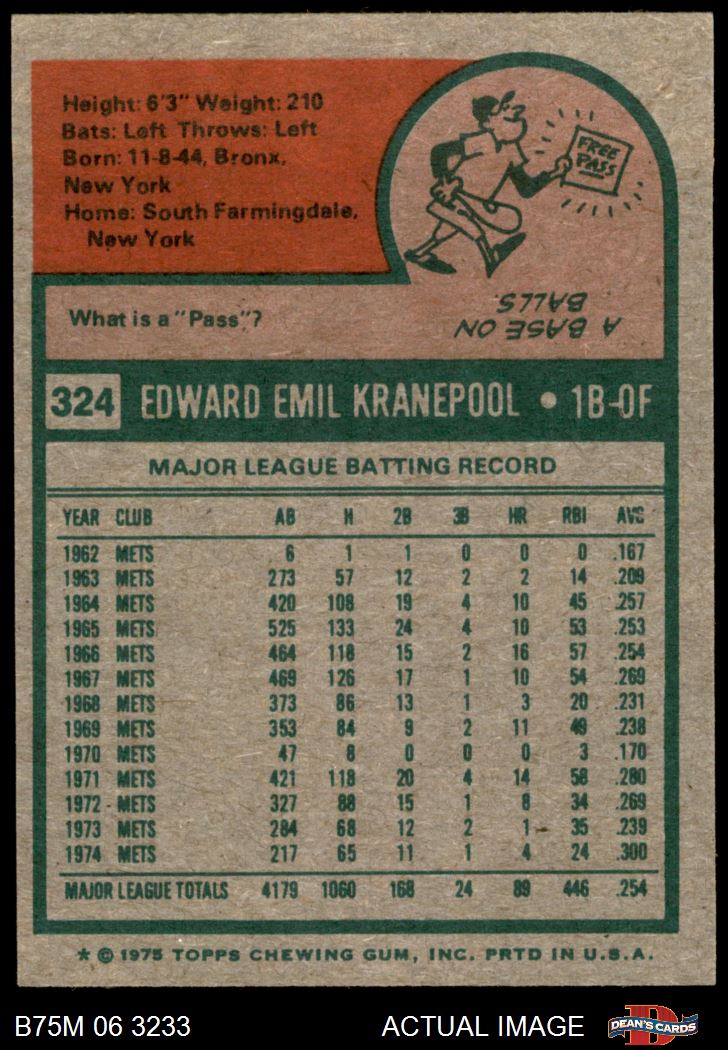 Height: 6'3" Weight: 210
Bats: Left Throws: Left
Born: 11-8-44, Bronx,
New York
Home: South Farmingdale,
New York
FREE
PASS
What is a "Pass"?
A BASE ON
BALLS.
324 EDWARD EMIL KRANEPOOL • 1B-OF
MAJOR LEAGUE BATTING RECORD
YEAR CLUB AB H 2B 3B HR RBI AVG
1962 METS 6 1 1 0 0 0 .167
1963 METS 273 57 12 2 2 14 .209
1964 METS 420 108 19 4 10 45 .257
1965 METS 525 133 24 4 10 53 .253
1966 METS 464 118 15 2 16 57 .254
1967 METS 469 126 17 1 10 54 .269
1968 METS 373 86 13 1 3 20 .231
1969 METS 353 84 9 2 11 49 .238
1970 METS 47 8 0 0 0 3 .170
1971 METS 421 118 20 4 14 58 .280
1972 METS 327 88 15 1 8 34 .269
1973 METS 284 68 12 2 1 35 .239
1974 METS 217 65 11 1 4 24 .300
MAJOR LEAGUE TOTALS 4179 1060 168 24 89 446 .254
* © 1975 TOPPS CHEWING GUM, INC. PRTD IN U.S.A.
B75M 06 3233 ACTUAL IMAGE D DEAN'S CARDS